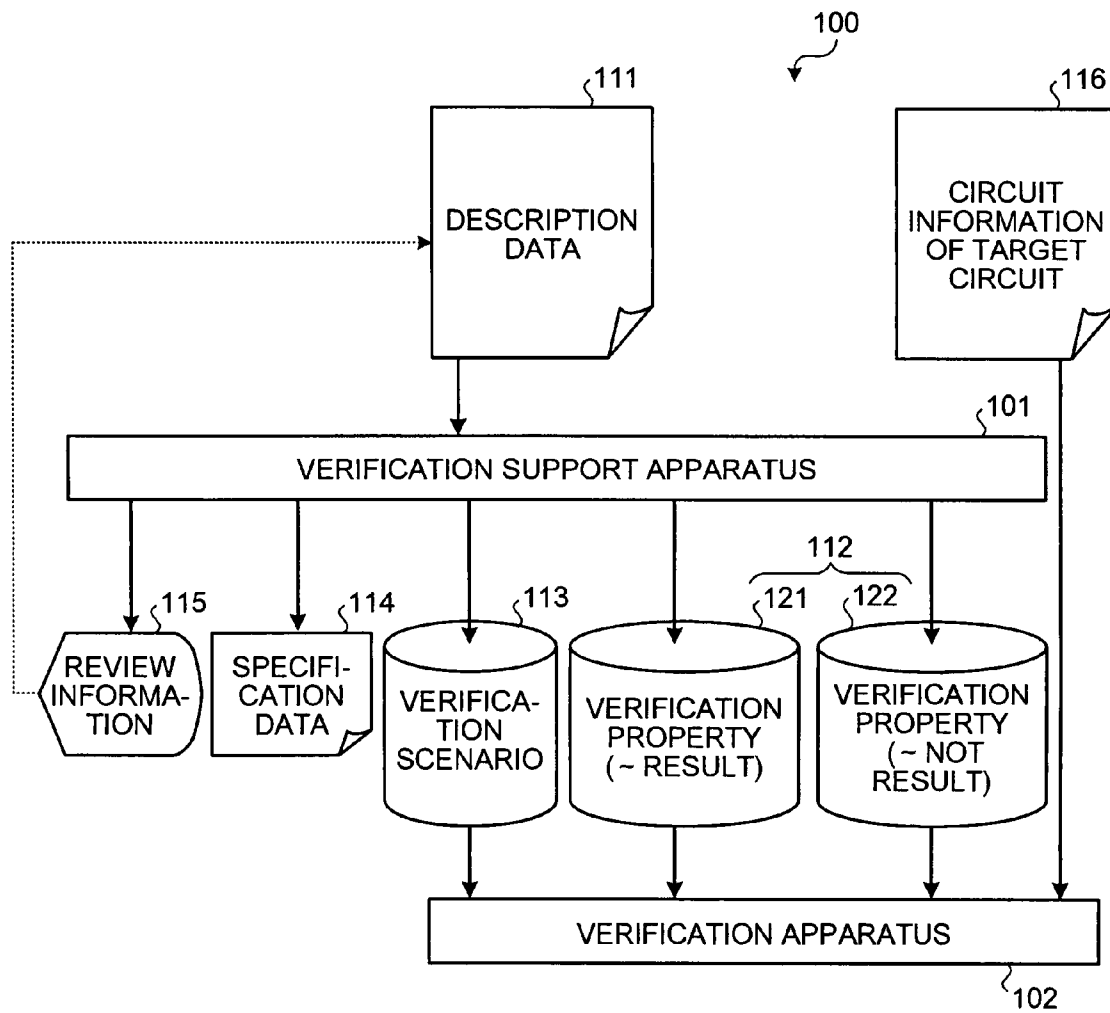 100
111
116
DESCRIPTION
DATA
CIRCUIT
INFORMATION
OF TARGET
CIRCUIT
101
VERIFICATION SUPPORT APPARATUS
112
115
114
113
121
122
REVIEW
INFORMA-
TION
SPECIFI-
CATION
DATA
VERIFICA-
TION
SCENARIO
VERIFICATION
PROPERTY
(~ RESULT)
VERIFICATION
PROPERTY
(~ NOT
RESULT)
VERIFICATION APPARATUS
102